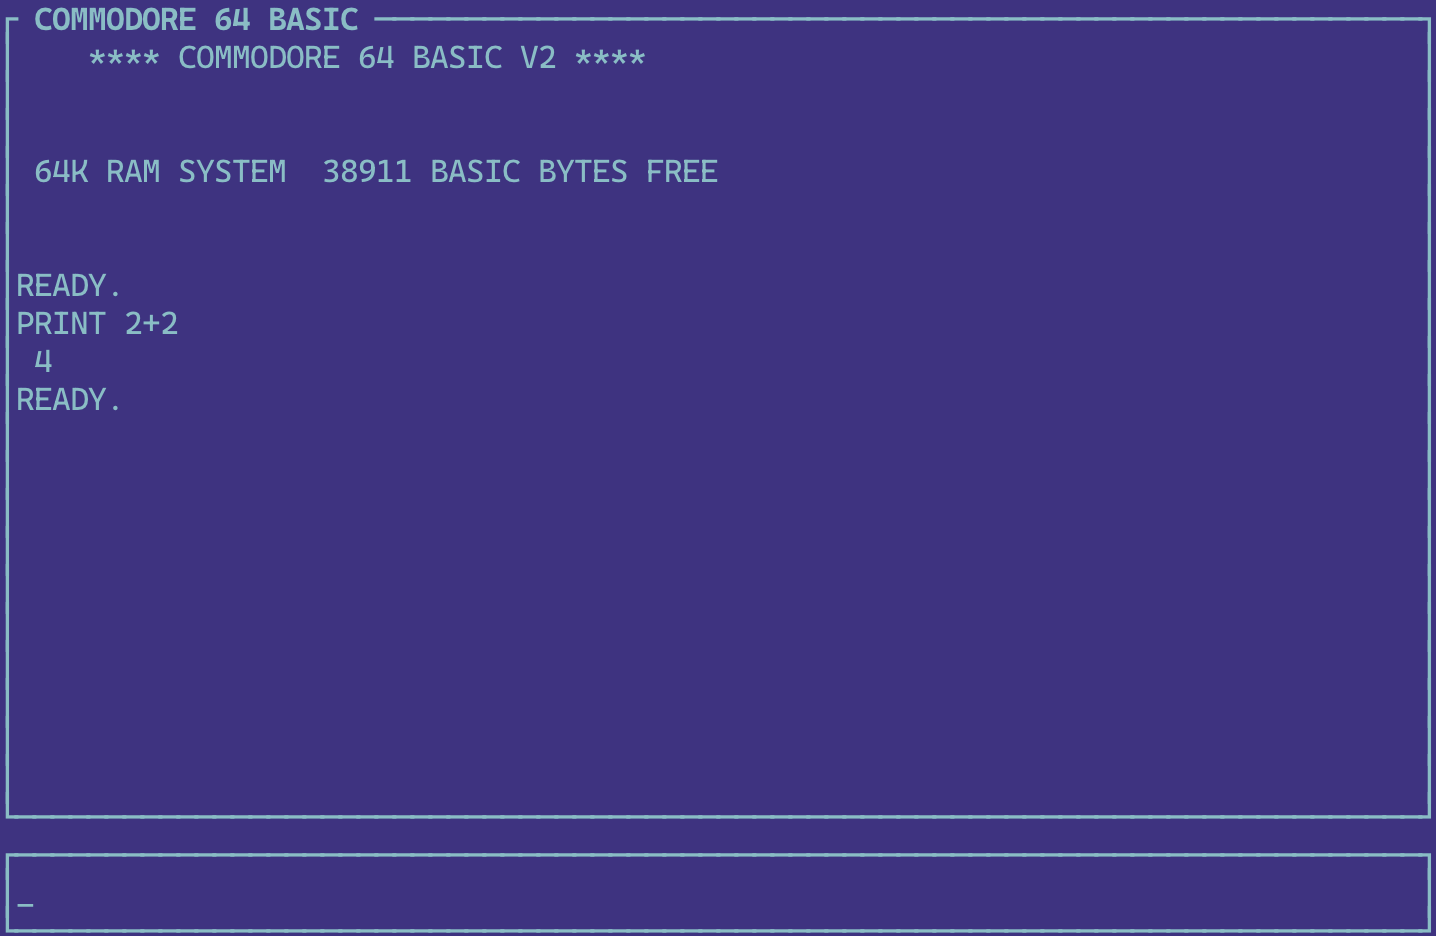 COMMODORE 64 BASIC
**** COMMODORE 64 BASIC V2 ****
64K RAM SYSTEM  38911 BASIC BYTES FREE
READY.
PRINT 2+2
4
READY.
_